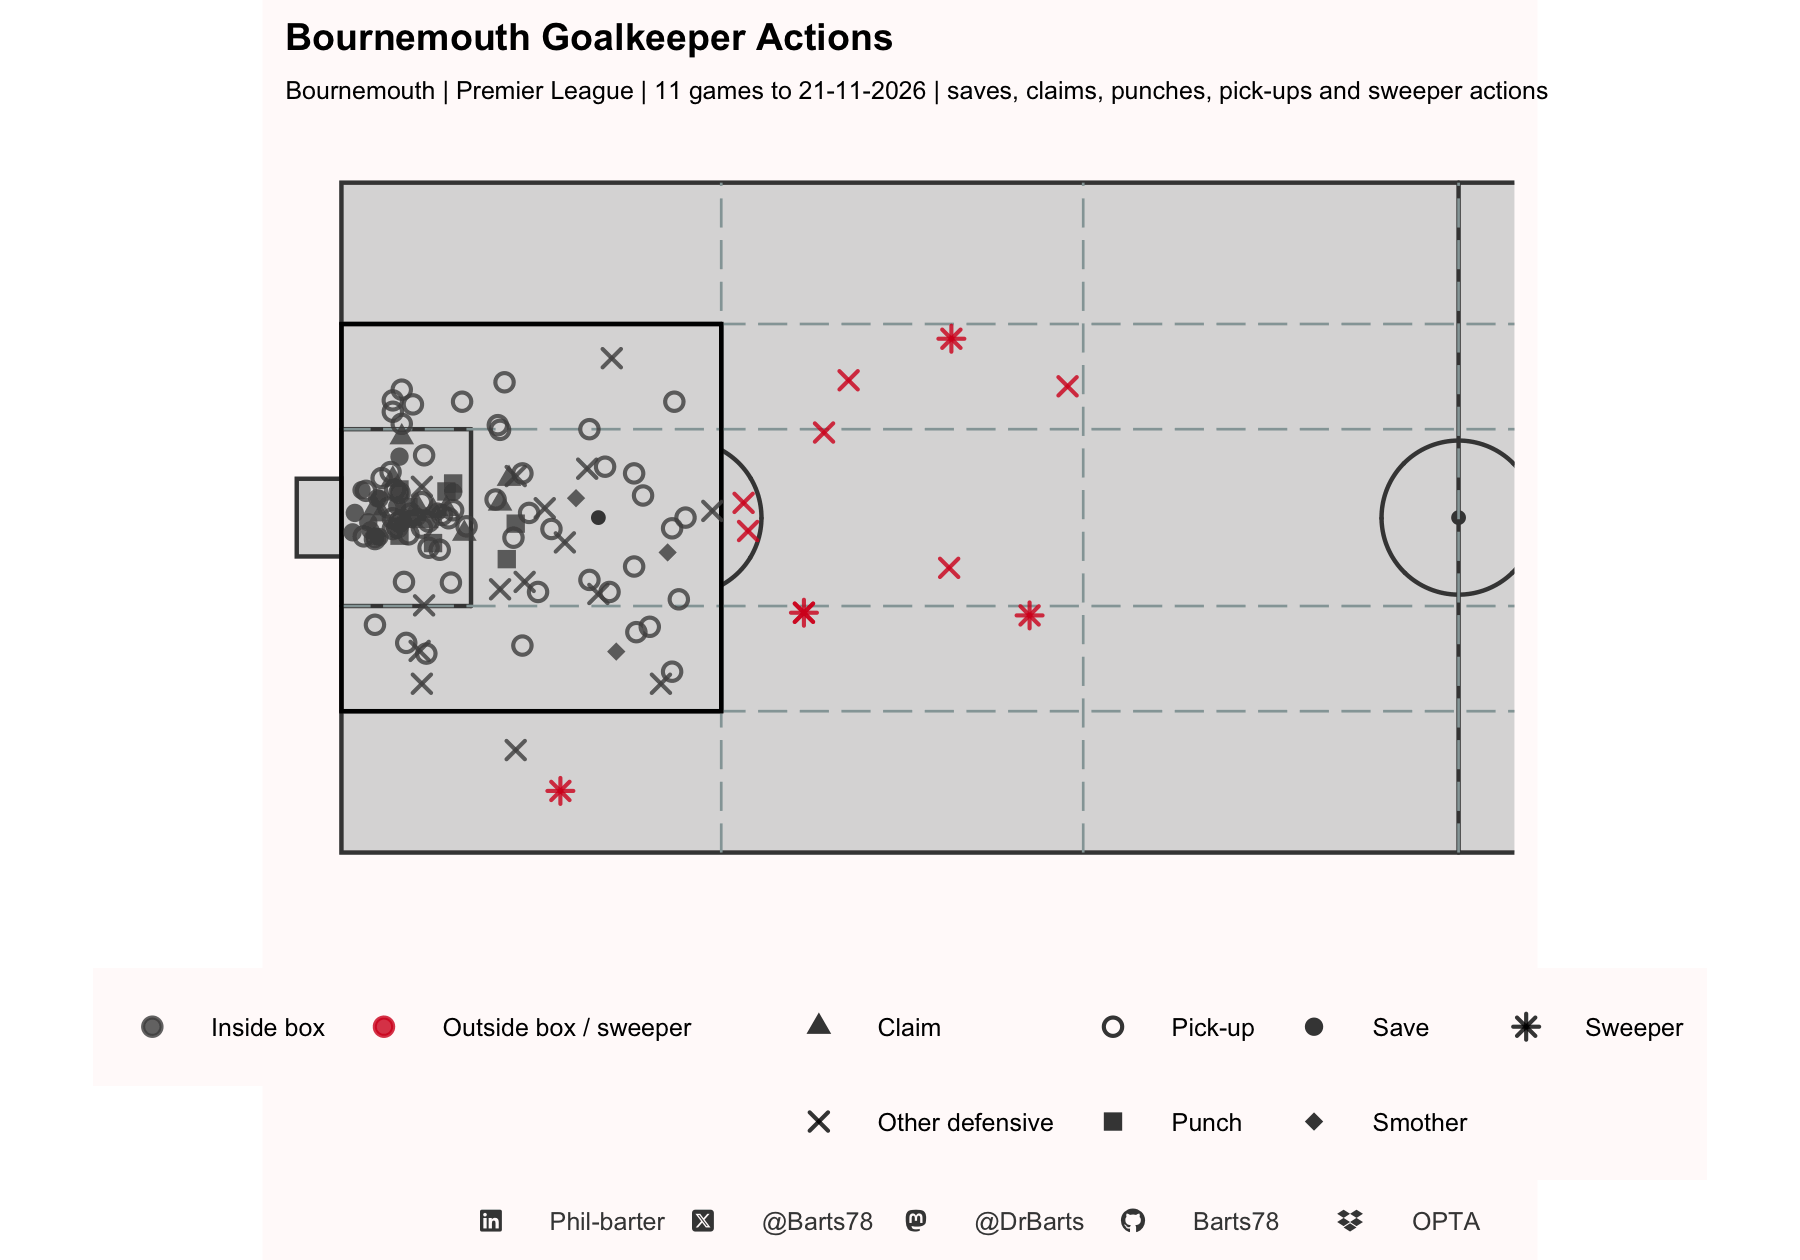 Bournemouth Goalkeeper Actions
Bournemouth | Premier League | 11 games to 21-11-2026 | saves, claims, punches, pick-ups and sweeper actions
Inside box Outside box / sweeper Claim Pick-up Save Sweeper
Other defensive Punch Smother
Phil-barter @Barts78 @DrBarts Barts78 OPTA